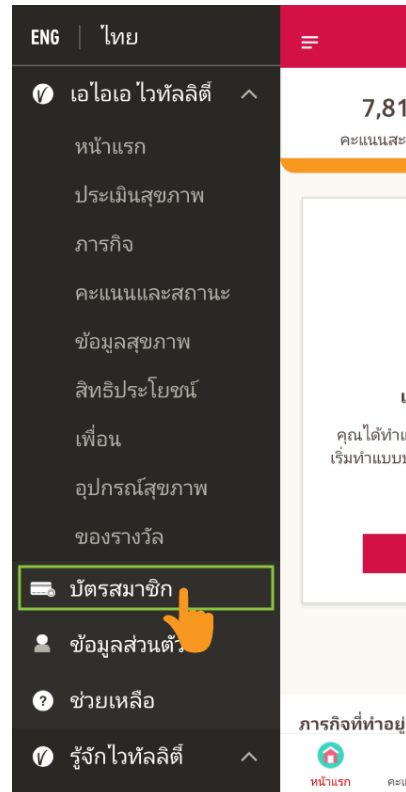 ENG | ไทย
เอไอเอ ไวทัลลิตี้
หน้าแรก
ประเมินสุขภาพ
ภารกิจ
คะแนนและสถานะ
ข้อมูลสุขภาพ
สิทธิประโยชน์
เพื่อน
อุปกรณ์สุขภาพ
ของรางวัล
บัตรสมาชิก
ข้อมูลส่วนตัว
ช่วยเหลือ
รู้จักไวทัลลิตี้
7,81
คะแนนสะ
คุณได้ทำแ
เริ่มทำแบบ
ภารกิจที่ทำอยู่
หน้าแรก
คะแ